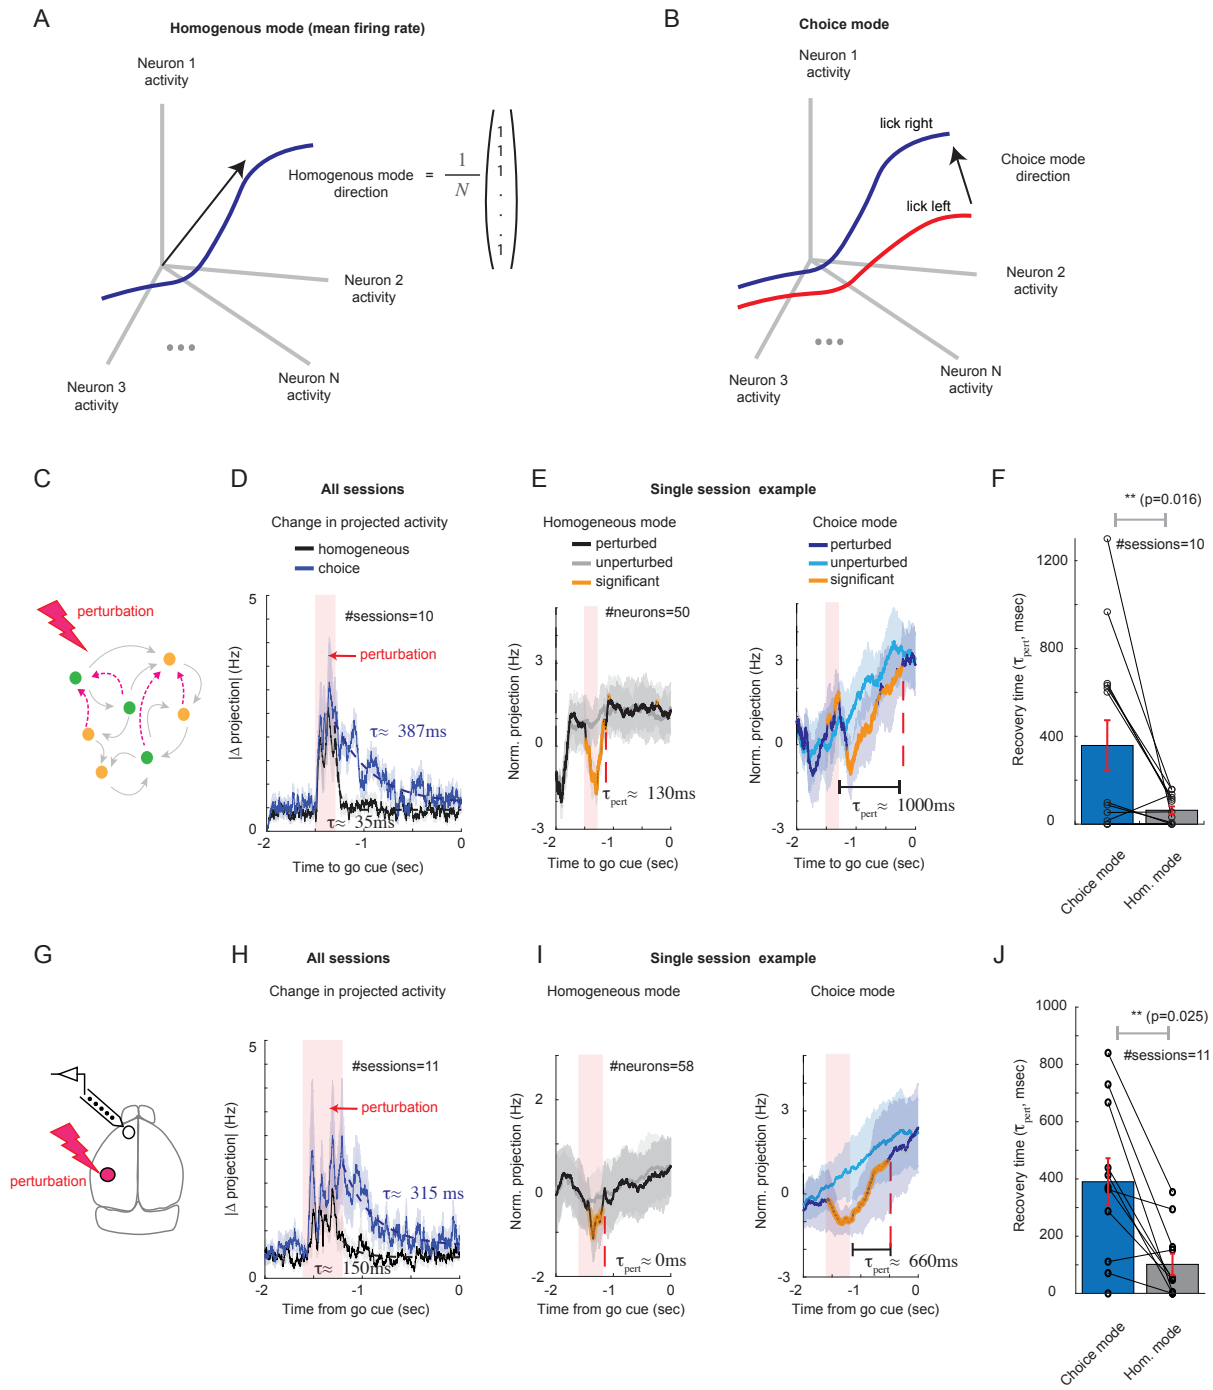 A
Homogenous mode (mean firing rate)
Neuron 1
activity
Homogenous mode
direction
=
1
N
1
1
1
.
.
.
1
Neuron 2
activity
Neuron 3
activity
Neuron N
activity
B
Choice mode
Neuron 1
activity
lick right
lick left
Choice mode
direction
Neuron 2
activity
Neuron 3
activity
Neuron N
activity
C
perturbation
D
All sessions
Change in projected activity
homogeneous
choice
#sessions=10
perturbation
τ≈ 387ms
τ≈ 35ms
|Δ projection| (Hz)
5
0
-2
-1
0
Time to go cue (sec)
E
Single session example
Homogeneous mode
perturbed
unperturbed
significant
#neurons=50
Norm. projection (Hz)
3
0
-3
τpert≈ 130ms
-2
-1
0
Time to go cue (sec)
Choice mode
perturbed
unperturbed
significant
Norm. projection (Hz)
3
0
-3
τpert≈ 1000ms
-2
-1
0
Time to go cue (sec)
F
** (p=0.016)
#sessions=10
Recovery time (τpert, msec)
1200
800
400
0
Choice mode
Hom. mode
G
perturbation
H
All sessions
Change in projected activity
#sessions=11
perturbation
τ≈ 315 ms
τ≈ 150ms
|Δ projection| (Hz)
5
0
-2
-1
0
Time from go cue (sec)
I
Single session example
Homogeneous mode
#neurons=58
Norm. projection (Hz)
2
0
-2
τpert≈ 0ms
-2
-1
0
Time from go cue (sec)
Choice mode
Norm. projection (Hz)
3
0
-3
τpert≈ 660ms
-2
-1
0
Time from go cue (sec)
J
** (p=0.025)
#sessions=11
Recovery time (τpert, msec)
1000
800
600
400
200
0
Choice mode
Hom. mode